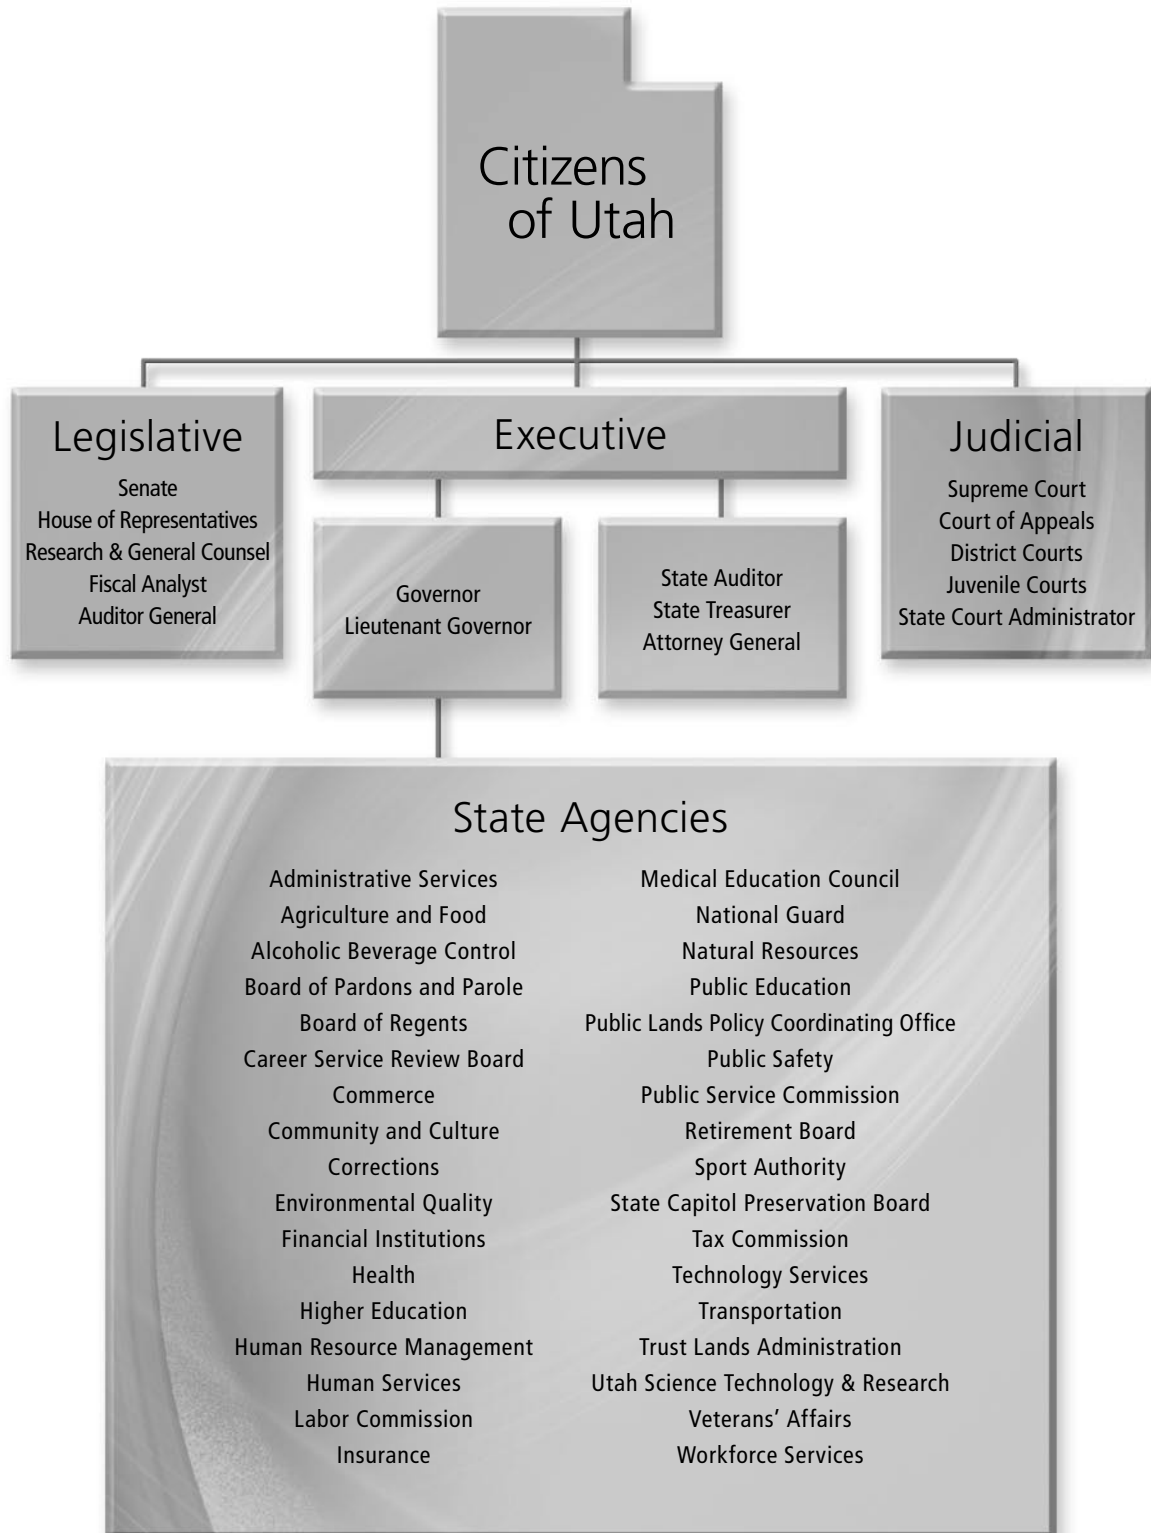 Citizens
of Utah
Legislative
Senate
House of Representatives
Research & General Counsel
Fiscal Analyst
Auditor General
Executive
Governor
Lieutenant Governor
State Auditor
State Treasurer
Attorney General
Judicial
Supreme Court
Court of Appeals
District Courts
Juvenile Courts
State Court Administrator
State Agencies
Administrative Services
Agriculture and Food
Alcoholic Beverage Control
Board of Pardons and Parole
Board of Regents
Career Service Review Board
Commerce
Community and Culture
Corrections
Environmental Quality
Financial Institutions
Health
Higher Education
Human Resource Management
Human Services
Labor Commission
Insurance
Medical Education Council
National Guard
Natural Resources
Public Education
Public Lands Policy Coordinating Office
Public Safety
Public Service Commission
Retirement Board
Sport Authority
State Capitol Preservation Board
Tax Commission
Technology Services
Transportation
Trust Lands Administration
Utah Science Technology & Research
Veterans’ Affairs
Workforce Services